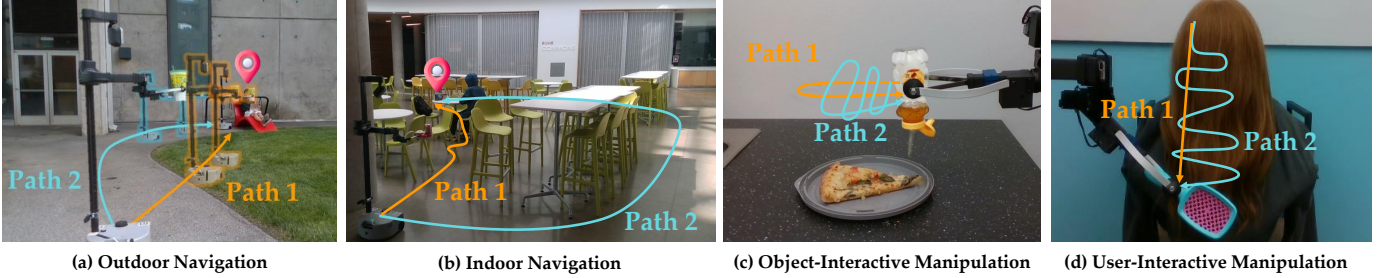 Path 2
Path 1
(a) Outdoor Navigation
COMMONS
Path 1
Path 2
(b) Indoor Navigation
Path 1
Path 2
(c) Object-Interactive Manipulation
Path 1
Path 2
(d) User-Interactive Manipulation